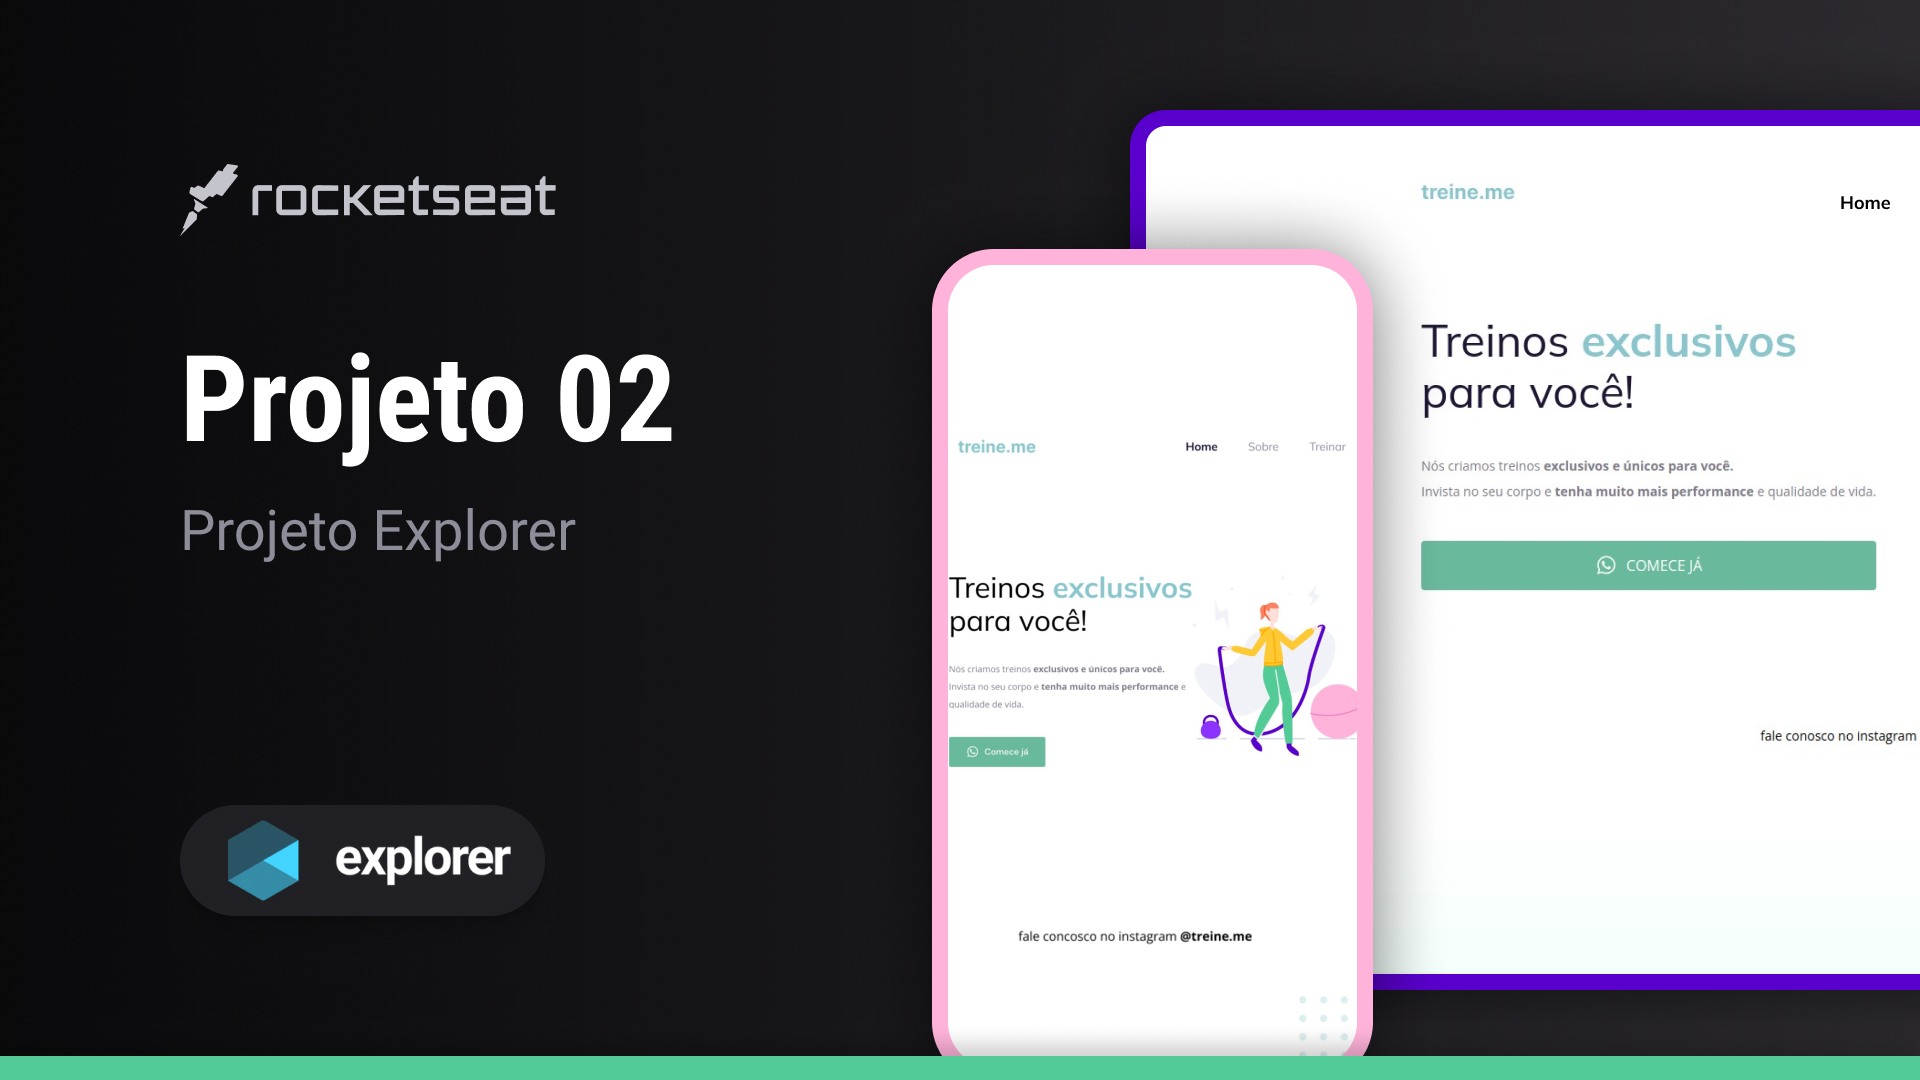 rocketseat
Projeto 02
Projeto Explorer
explorer
treine.me
Home Sobre Treinar
Treinos exclusivos
para você!
Nós criamos treinos exclusivos e únicos para você.
Invista no seu corpo e tenha muito mais performance e
qualidade de vida.
Comece já
fale concosco no instagram @treine.me
treine.me
Home
Treinos exclusivos
para você!
Nós criamos treinos exclusivos e únicos para você.
Invista no seu corpo e tenha muito mais performance e qualidade de vida.
COMECE JÁ
fale conosco no instagram